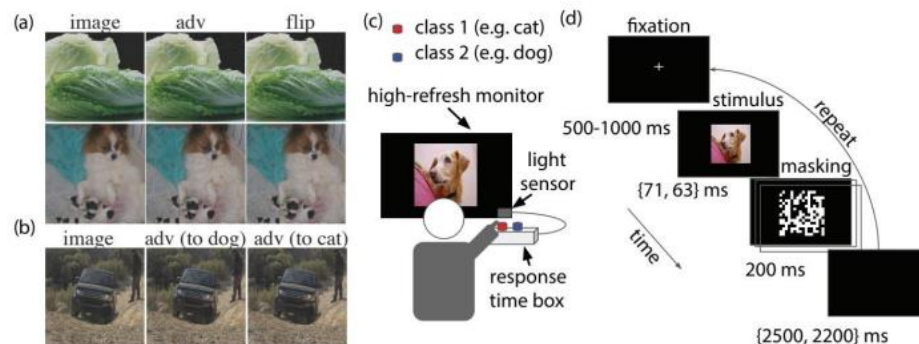 (a)
image adv flip
(b)
image adv (to dog) adv (to cat)
(c)
class 1 (e.g. cat)
class 2 (e.g. dog)
high-refresh monitor
light
sensor
response
time box
(d)
fixation
500-1000 ms
stimulus
{71, 63} ms
masking
200 ms
{2500, 2200} ms
repeat
time